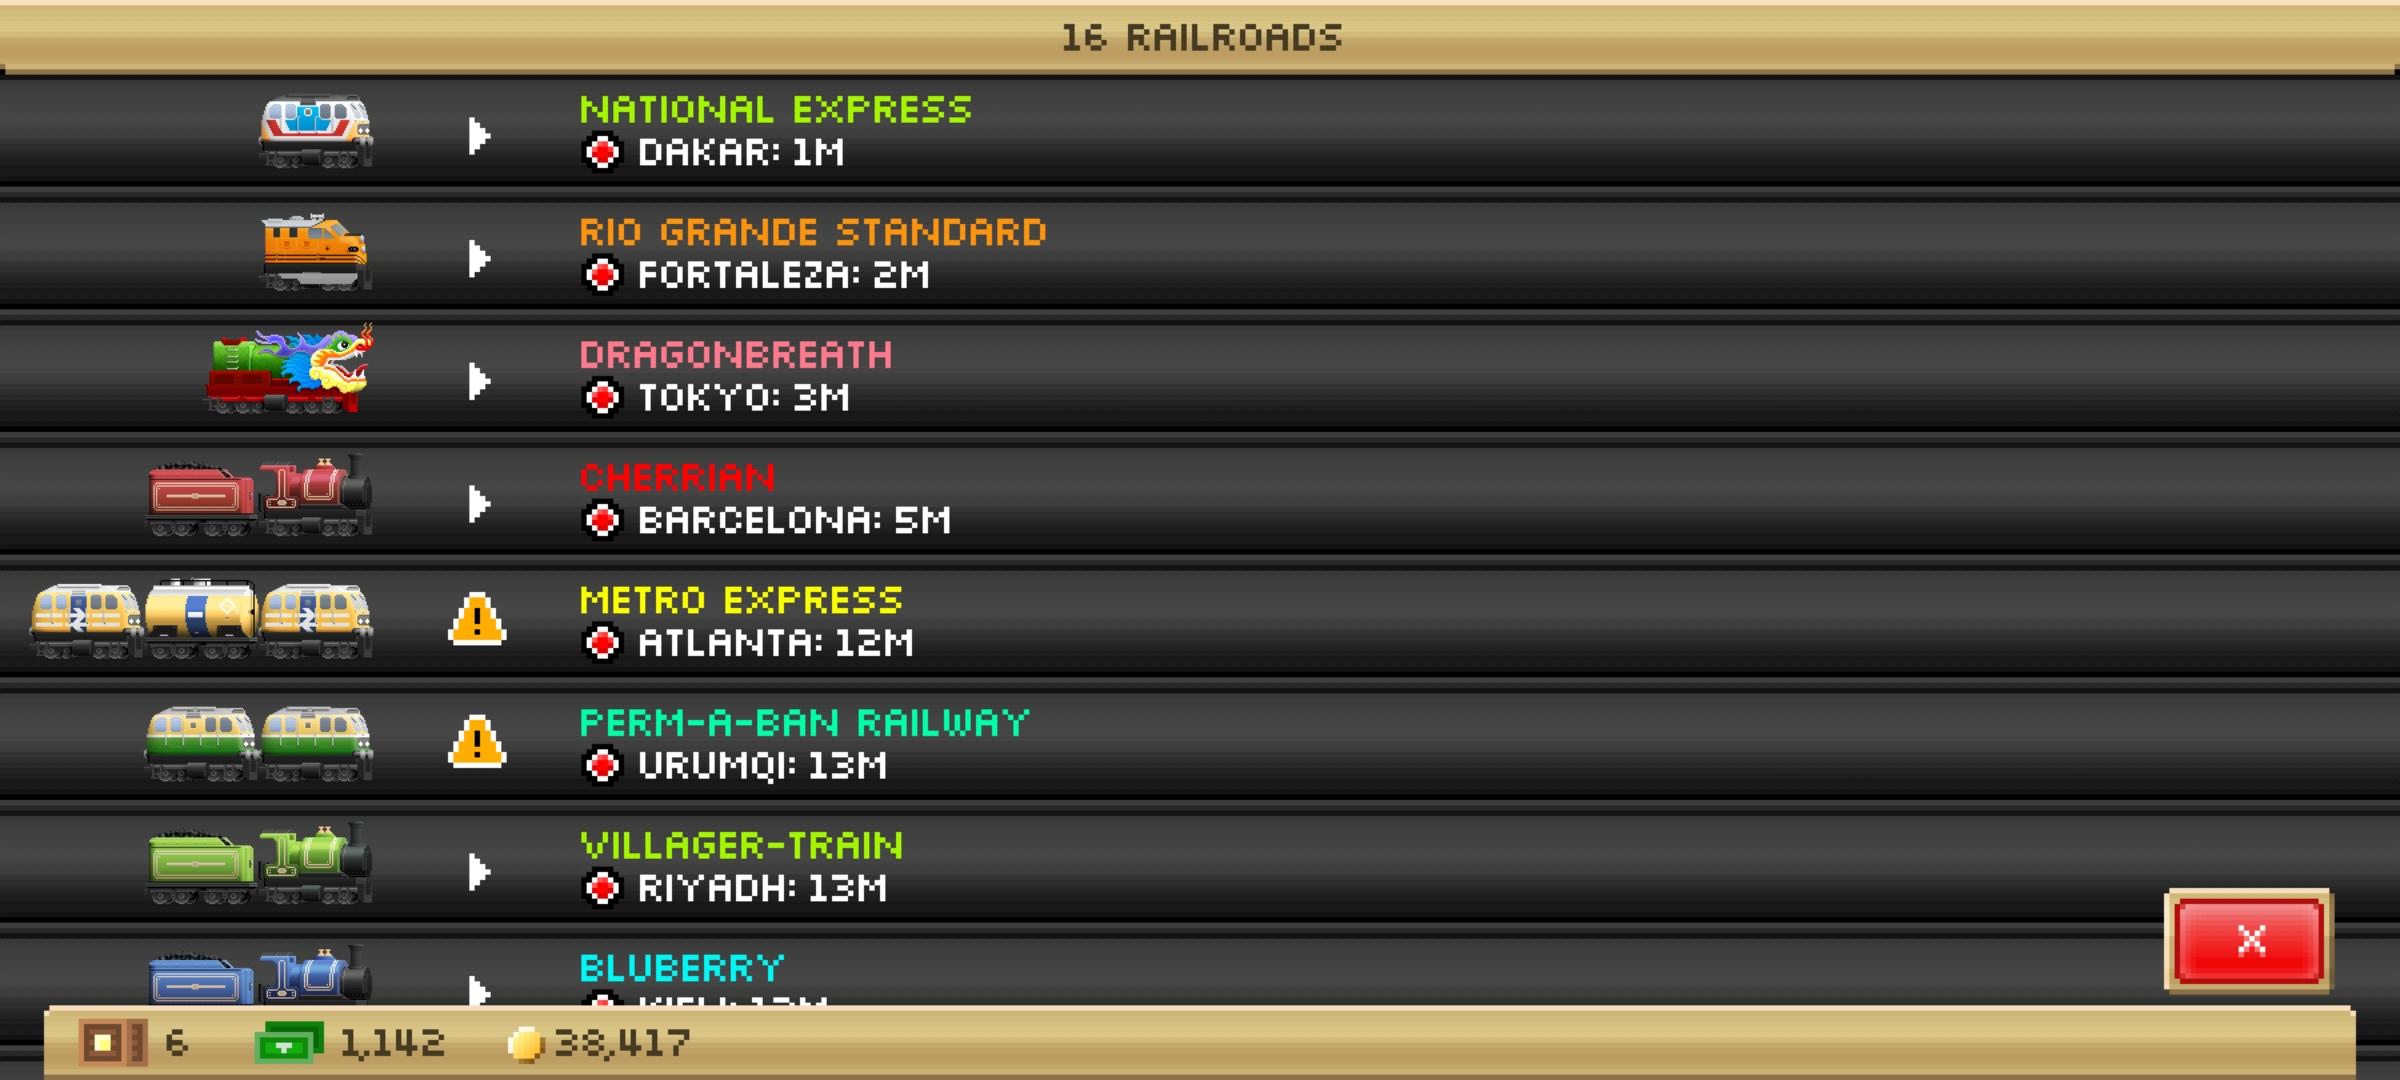 16 RAILROADS
NATIONAL EXPRESS
DAKAR: 1M
RIO GRANDE STANDARD
FORTALEZA: 2M
DRAGONBREATH
TOKYO: 3M
CHERRIAN
BARCELONA: 5M
METRO EXPRESS
ATLANTA: 12M
PERM-A-BAN RAILWAY
URUMQI: 13M
VILLAGER-TRAIN
RIYADH: 13M
BLUBERRY
X
6 1,142 38,417